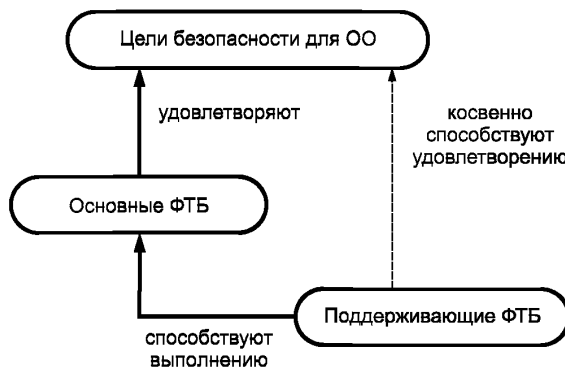 Цели безопасности для ОО
удовлетворяют
косвенно
способствуют
удовлетворению
Основные ФТБ
Поддерживающие ФТБ
способствуют
выполнению